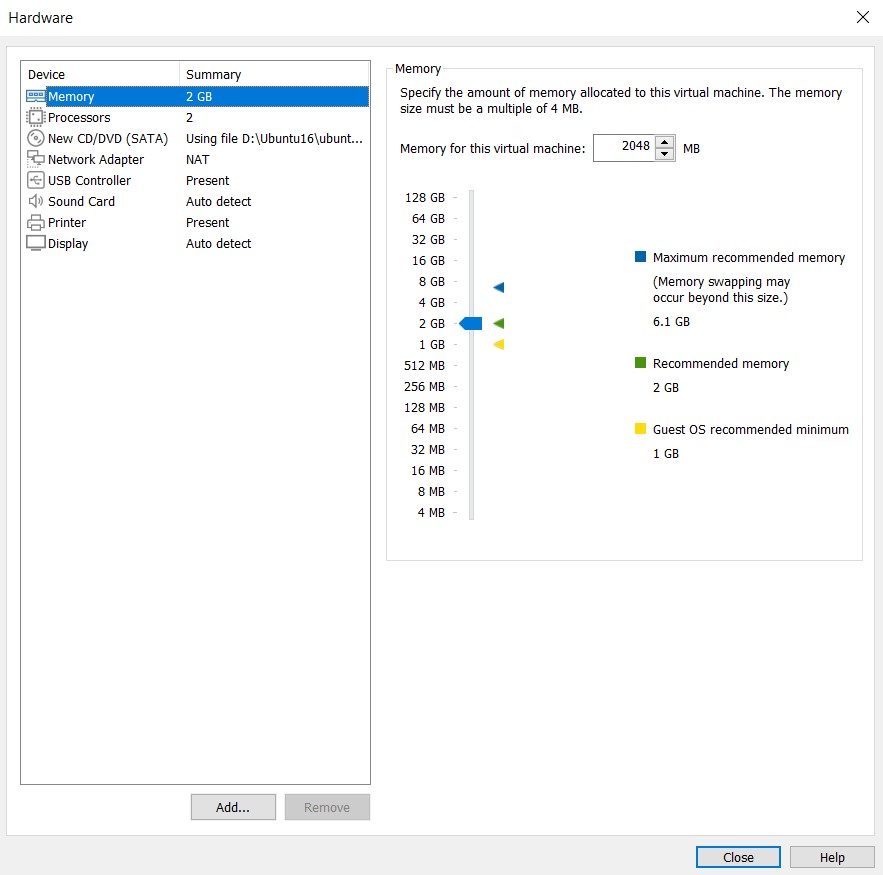 Hardware
Device Summary
Memory 2 GB
Processors 2
New CD/DVD (SATA) Using file D:\Ubuntu16\ubunt...
Network Adapter NAT
USB Controller Present
Sound Card Auto detect
Printer Present
Display Auto detect
Add...
Remove
Memory
Specify the amount of memory allocated to this virtual machine. The memory
size must be a multiple of 4 MB.
Memory for this virtual machine: 2048 MB
128 GB
64 GB
32 GB
16 GB
8 GB
4 GB
2 GB
1 GB
512 MB
256 MB
128 MB
64 MB
32 MB
16 MB
8 MB
4 MB
Maximum recommended memory
(Memory swapping may
occur beyond this size.)
6.1 GB
Recommended memory
2 GB
Guest OS recommended minimum
1 GB
Close
Help